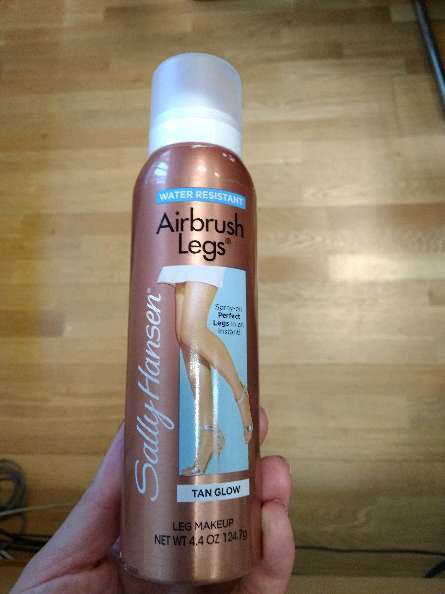 WATER RESISTANT
Airbrush
Legs®
Spray-on
Perfect
Legs in an
Instant!
Sally Hansen®
TAN GLOW
LEG MAKEUP
NET WT 4.4 OZ 124.7g